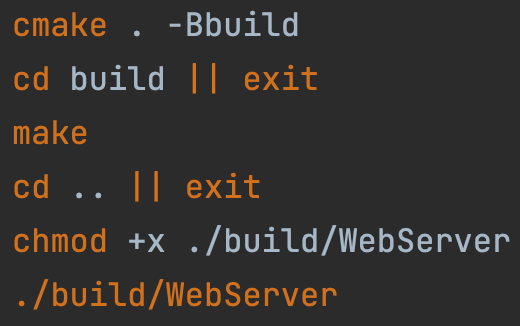 cmake . -Bbuild
cd build || exit
make
cd .. || exit
chmod +x ./build/WebServer
./build/WebServer